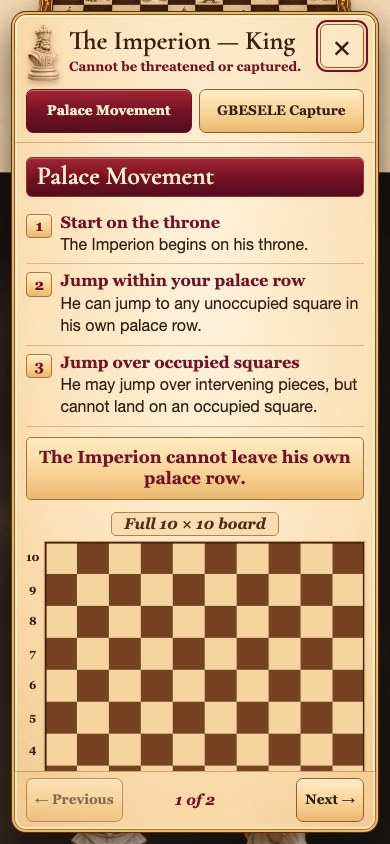 The Imperion — King
Cannot be threatened or captured.
×
Palace Movement
GBESELE Capture
Palace Movement
1
Start on the throne
The Imperion begins on his throne.
2
Jump within your palace row
He can jump to any unoccupied square in
his own palace row.
3
Jump over occupied squares
He may jump over intervening pieces, but
cannot land on an occupied square.
The Imperion cannot leave his own
palace row.
Full 10 × 10 board
10
9
8
7
6
5
4
← Previous
1 of 2
Next →